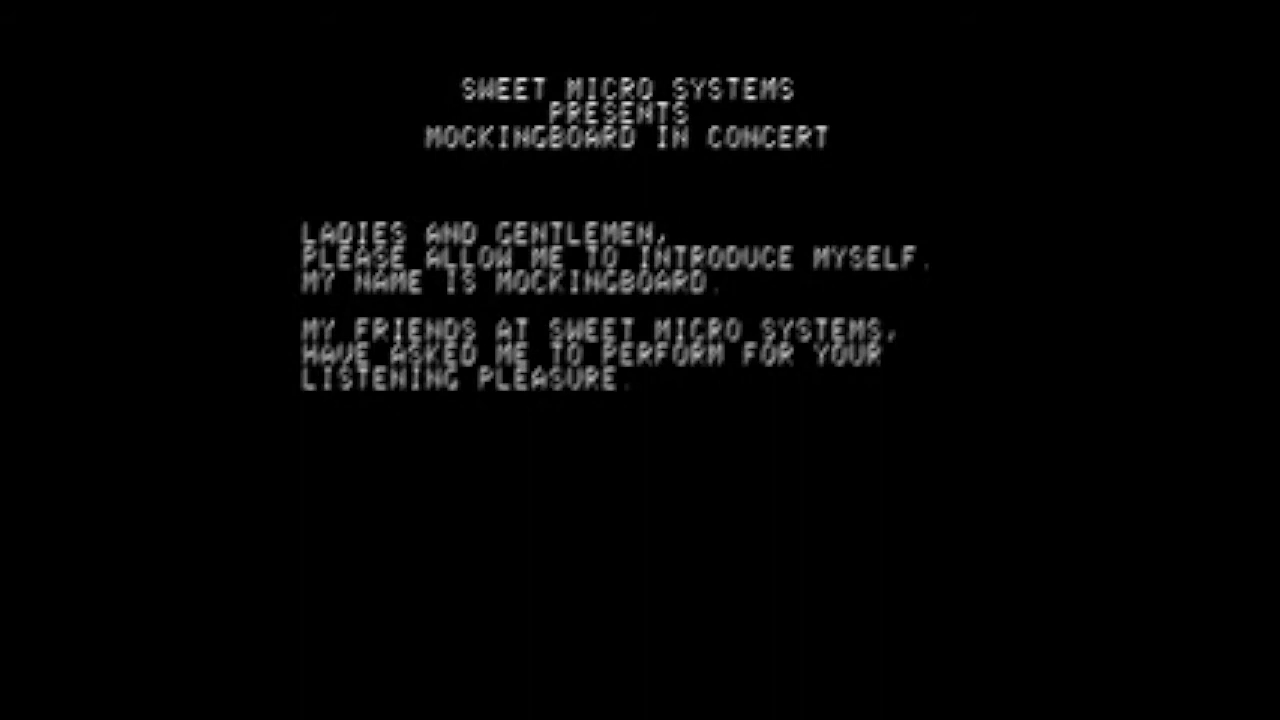 SWEET MICRO SYSTEMS
PRESENTS
MOCKINGBOARD IN CONCERT
LADIES AND GENTLEMEN,
PLEASE ALLOW ME TO INTRODUCE MYSELF.
MY NAME IS MOCKINGBOARD.
MY FRIENDS AT SWEET MICRO SYSTEMS,
HAVE ASKED ME TO PERFORM FOR YOUR
LISTENING PLEASURE.